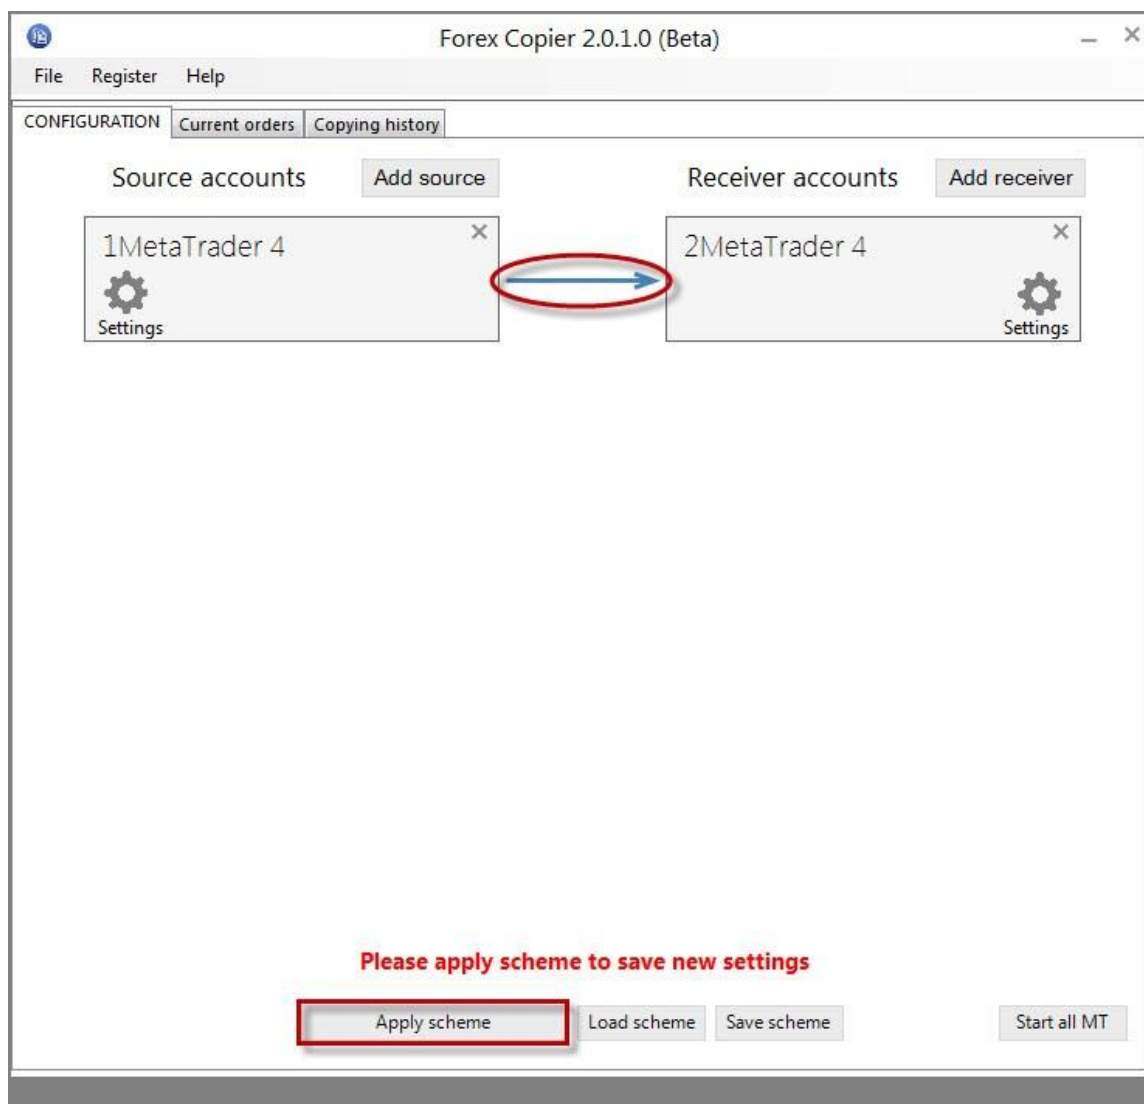 Forex Copier 2.0.1.0 (Beta)
File Register Help
CONFIGURATION Current orders Copying history
Source accounts Add source Receiver accounts Add receiver
1MetaTrader 4 2MetaTrader 4
Settings Settings
Please apply scheme to save new settings
Apply scheme Load scheme Save scheme Start all MT